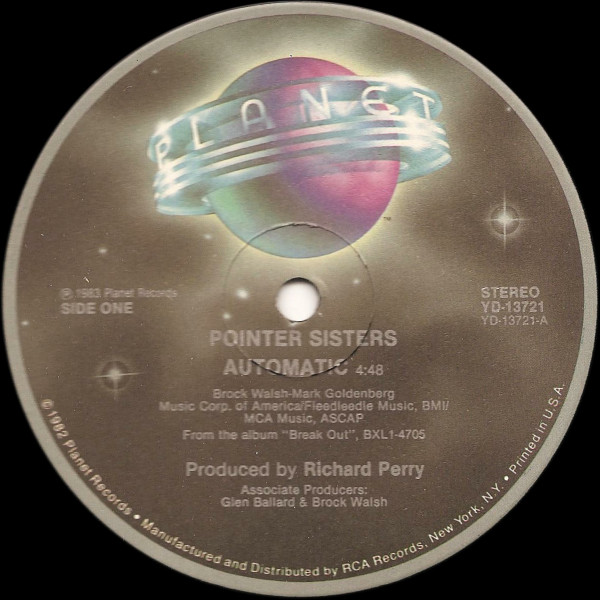 PLANET
℗ 1983 Planet Records
SIDE ONE
STEREO
YD-13721
YD-13721-A
POINTER SISTERS
AUTOMATIC 4:48
Brock Walsh-Mark Goldenberg
Music Corp. of America/Fleedleedle Music, BMI/
MCA Music, ASCAP
From the album "Break Out", BXL1-4705
Produced by Richard Perry
Associate Producers:
Glen Ballard & Brock Walsh
© 1982 Planet Records • Manufactured and Distributed by RCA Records, New York, N.Y. • Printed in U.S.A.